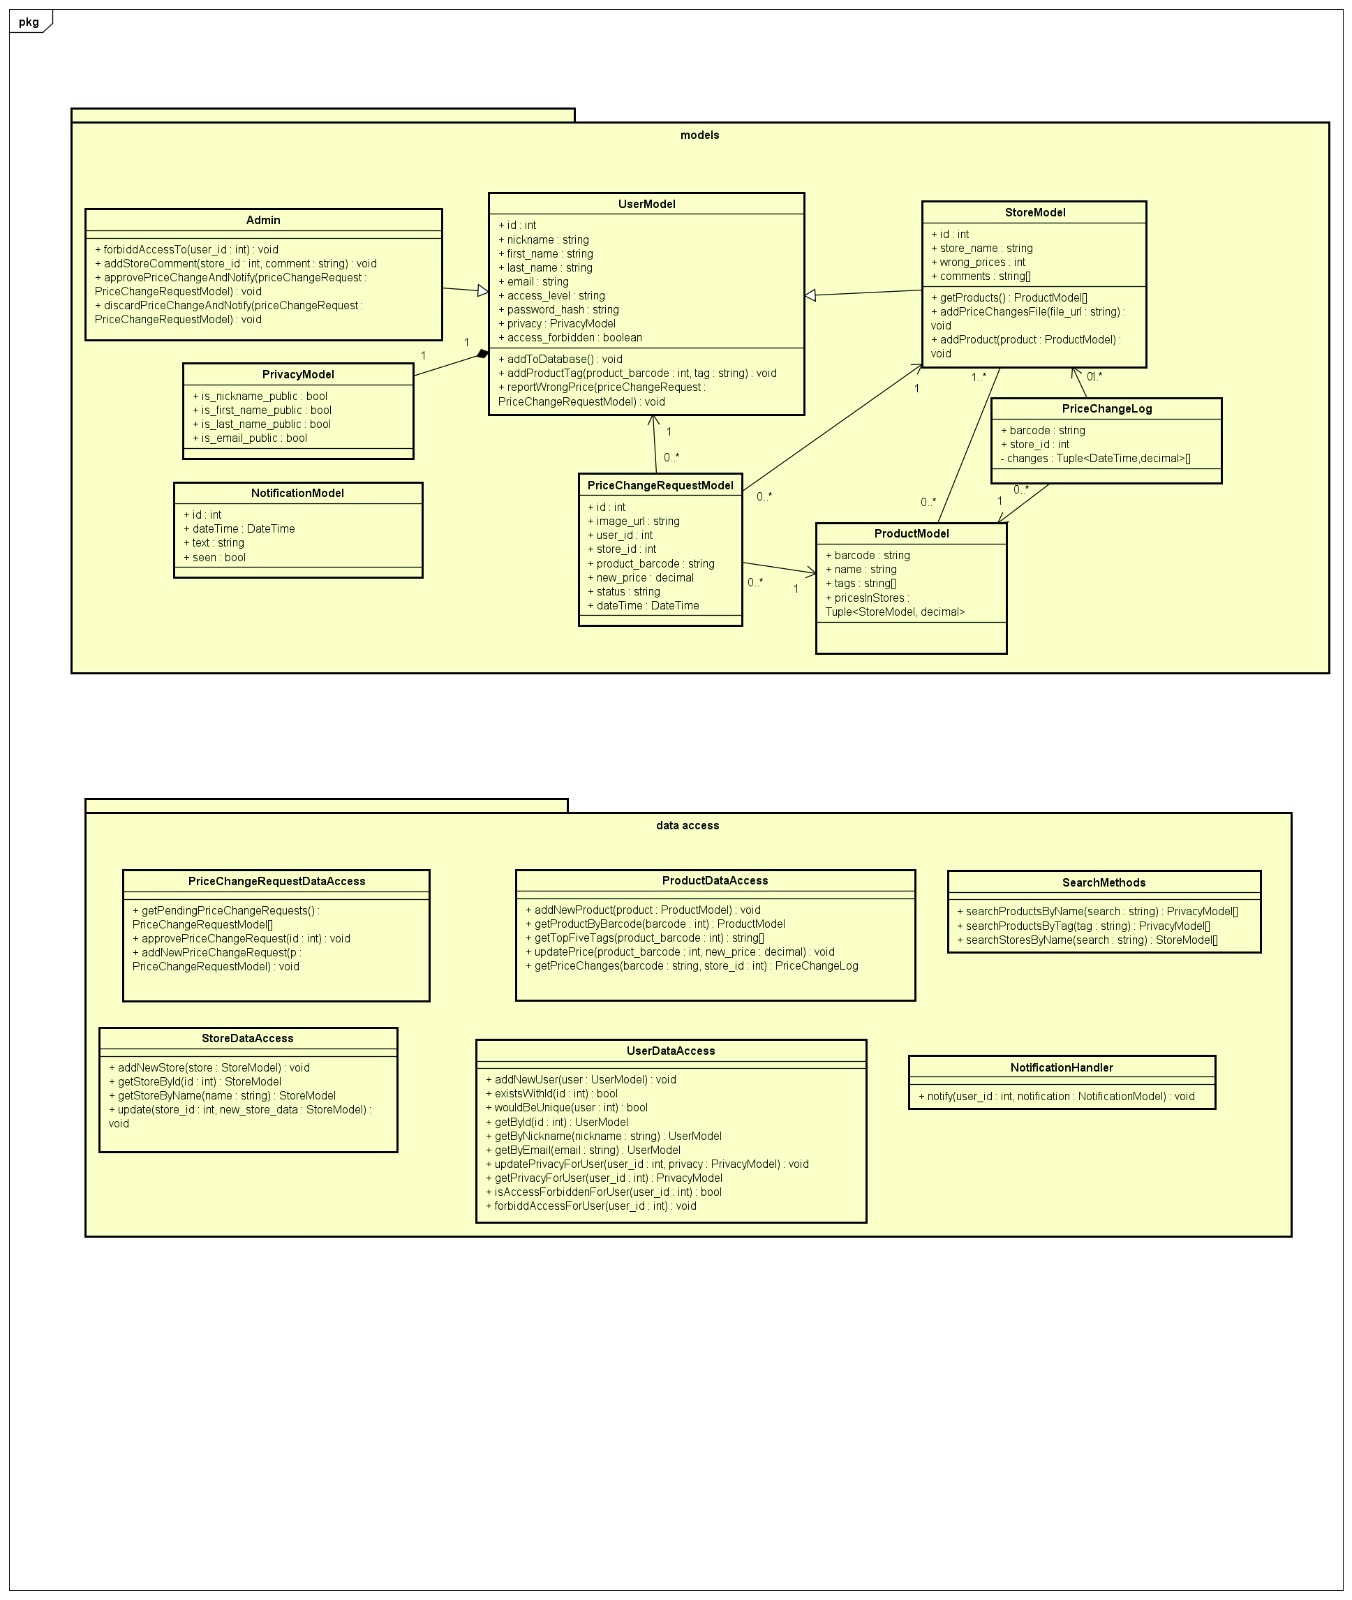 pkg
models
Admin
+ forbiddAccessTo(user_id : int) : void
+ addStoreComment(store_id : int, comment : string) : void
+ approvePriceChangeAndNotify(priceChangeRequest :
PriceChangeRequestModel) : void
+ discardPriceChangeAndNotify(priceChangeRequest :
PriceChangeRequestModel) : void
UserModel
+ id : int
+ nickname : string
+ first_name : string
+ last_name : string
+ email : string
+ access_level : string
+ password_hash : string
+ privacy : PrivacyModel
+ access_forbidden : boolean
+ addToDatabase() : void
+ addProductTag(product_barcode : int, tag : string) : void
+ reportWrongPrice(priceChangeRequest :
PriceChangeRequestModel) : void
StoreModel
+ id : int
+ store_name : string
+ wrong_prices : int
+ comments : string[]
+ getProducts() : ProductModel[]
+ addPriceChangesFile(file_url : string) :
void
+ addProduct(product : ProductModel) :
void
1
1
PrivacyModel
+ is_nickname_public : bool
+ is_first_name_public : bool
+ is_last_name_public : bool
+ is_email_public : bool
1
0..*
1
0..*
1..*
0..*
PriceChangeLog
+ barcode : string
+ store_id : int
- changes : Tuple<DateTime,decimal>[]
0..*
1
NotificationModel
+ id : int
+ dateTime : DateTime
+ text : string
+ seen : bool
PriceChangeRequestModel
+ id : int
+ image_url : string
+ user_id : int
+ store_id : int
+ product_barcode : string
+ new_price : decimal
+ status : string
+ dateTime : DateTime
0..*
1
ProductModel
+ barcode : string
+ name : string
+ tags : string[]
+ pricesInStores :
Tuple<StoreModel, decimal>
data access
PriceChangeRequestDataAccess
+ getPendingPriceChangeRequests() :
PriceChangeRequestModel[]
+ approvePriceChangeRequest(id : int) : void
+ addNewPriceChangeRequest(p :
PriceChangeRequestModel) : void
ProductDataAccess
+ addNewProduct(product : ProductModel) : void
+ getProductByBarcode(barcode : int) : ProductModel
+ getTopFiveTags(product_barcode : int) : string[]
+ updatePrice(product_barcode : int, new_price : decimal) : void
+ getPriceChanges(barcode : string, store_id : int) : PriceChangeLog
SearchMethods
+ searchProductsByName(search : string) : PrivacyModel[]
+ searchProductsByTag(tag : string) : PrivacyModel[]
+ searchStoresByName(search : string) : StoreModel[]
StoreDataAccess
+ addNewStore(store : StoreModel) : void
+ getStoreById(id : int) : StoreModel
+ getStoreByName(name : string) : StoreModel
+ update(store_id : int, new_store_data : StoreModel) :
void
UserDataAccess
+ addNewUser(user : UserModel) : void
+ existsWithId(id : int) : bool
+ wouldBeUnique(user : int) : bool
+ getById(id : int) : UserModel
+ getByNickname(nickname : string) : UserModel
+ getByEmail(email : string) : UserModel
+ updatePrivacyForUser(user_id : int, privacy : PrivacyModel) : void
+ getPrivacyForUser(user_id : int) : PrivacyModel
+ isAccessForbiddenForUser(user_id : int) : bool
+ forbiddAccessForUser(user_id : int) : void
NotificationHandler
+ notify(user_id : int, notification : NotificationModel) : void